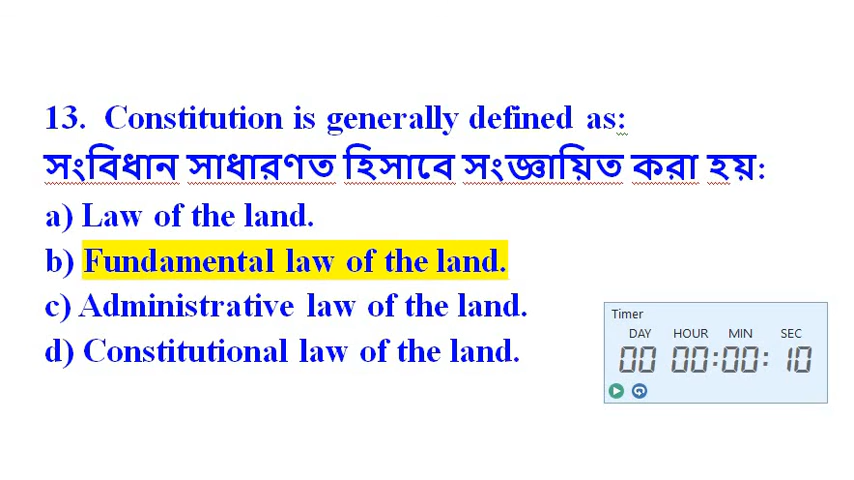 13. Constitution is generally defined as:
সংবিধান সাধারণত হিসাবে সংজ্ঞায়িত করা হয়:
a) Law of the land.
b) Fundamental law of the land.
c) Administrative law of the land.
d) Constitutional law of the land.
Timer
DAY HOUR MIN SEC
00 00:00:10